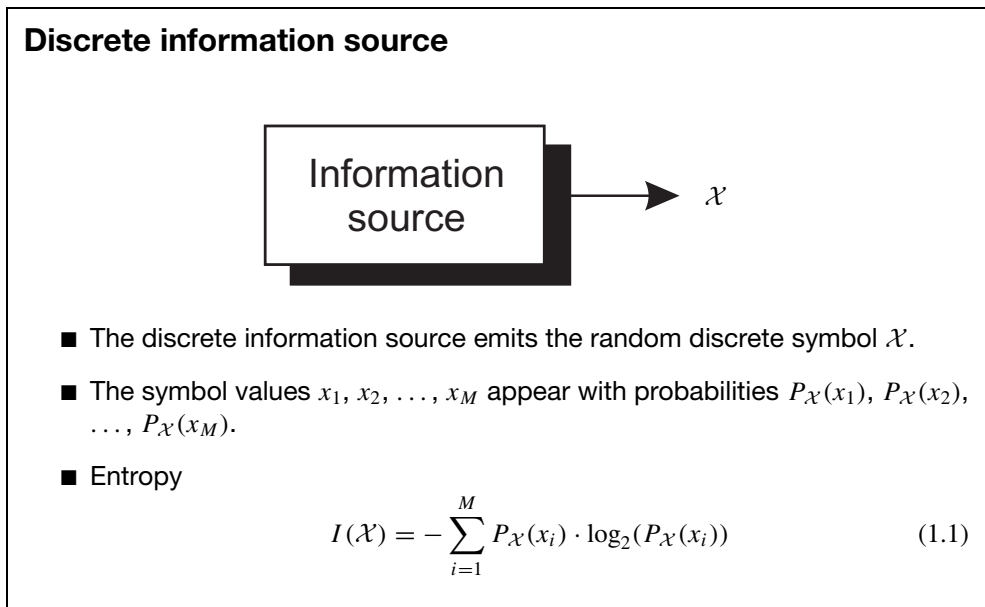 Discrete information source
Information
source
𝒳
■ The discrete information source emits the random discrete symbol 𝒳.
■ The symbol values x₁, x₂, . . . , x_M appear with probabilities P_𝒳(x₁), P_𝒳(x₂),
. . . , P_𝒳(x_M).
■ Entropy
I(𝒳) = − ∑_{i=1}^{M} P_𝒳(x_i) · log₂(P_𝒳(x_i)) (1.1)